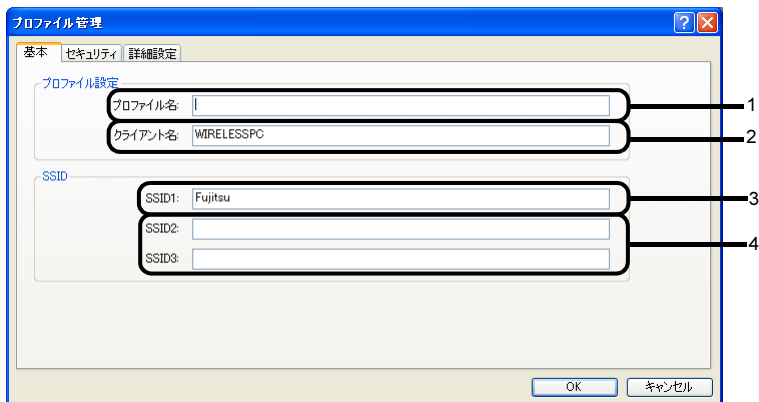 プロファイル管理
?
基本 セキュリティ 詳細設定
プロファイル設定
プロファイル名: 1
クライアント名: WIRELESSPC 2
SSID
SSID1: Fujitsu 3
SSID2:
4
SSID3:
OK キャンセル